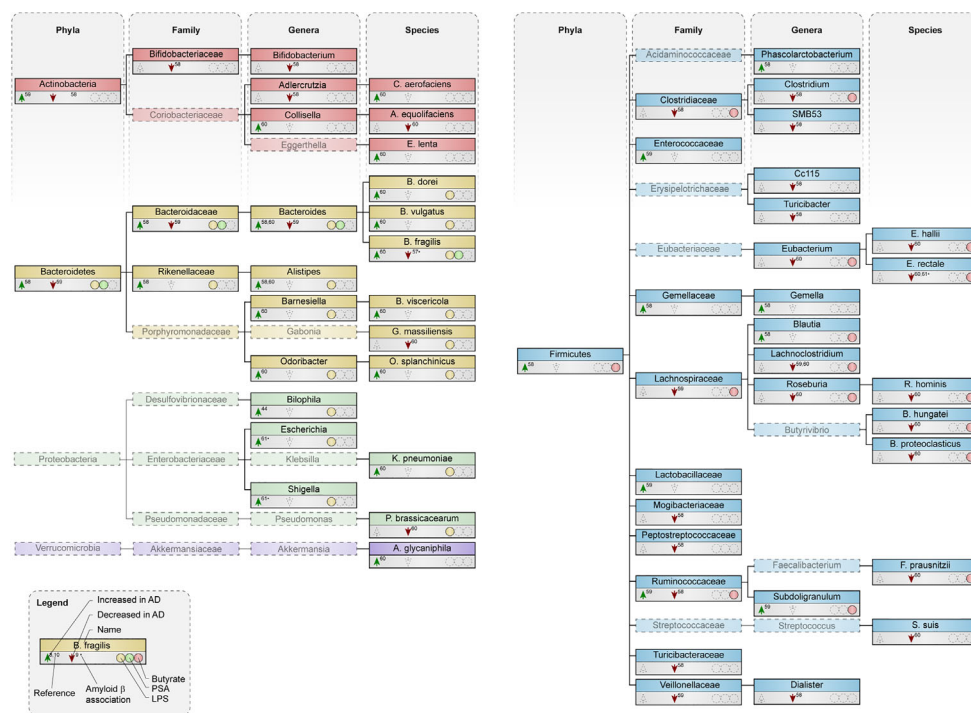 Phyla Family Genera Species
Bifidobacteriaceae Bifidobacterium
58 58
Actinobacteria Adlercrutzia C. aerofaciens
59 58 58 60
Coriobacteriaceae Collisella A. equolifaciens
60 60
Eggerthella E. lenta
60
B. dorei
60
Bacteroidaceae Bacteroides B. vulgatus
58 59 58,60 59 60
B. fragilis
60 57*
Bacteroidetes Rikenellaceae Alistipes
58 59 58 58,60
Barnesiella B. viscericola
60 60
Porphyromonadaceae Gabonia G. massiliensis
60
Odoribacter O. splanchinicus
60 60
Desulfovibrionaceae Bilophila
44
Escherichia
61*
Proteobacteria Enterobacteriaceae Klebsilla K. pneumoniae
60
Shigella
61*
Pseudomonadaceae Pseudomonas P. brassicacearum
60
Verrucomicrobia Akkermansiaceae Akkermansia A. glycaniphila
60
Legend
Increased in AD
Decreased in AD
Name
B. fragilis
Reference
Amyloid β
association
Butyrate
PSA
LPS
Phyla Family Genera Species
Acidaminococcaceae Phascolarctobacterium
58
Clostridium
58
Clostridiaceae SMB53
58 58
Enterococcaceae
59
Cc115
58
Erysipelotrichaceae Turicibacter
58
E. hallii
60
Eubacteriaceae Eubacterium E. rectale
60 60,61*
Gemellaceae Gemella
58 58
Blautia
58
Firmicutes Lachnoclostridium
58 59,60
Lachnospiraceae Roseburia R. hominis
59 60 60
Butyrivibrio B. hungatei
60
B. proteoclasticus
60
Lactobacillaceae
59
Mogibacteriaceae
58
Peptostreptococcaceae
58
Faecalibacterium F. prausnitzii
60
Ruminococcaceae Subdoligranulum
59 58 59
Streptococcaceae Streptococcus S. suis
60
Turicibacteraceae
58
Veillonellaceae Dialister
59 58